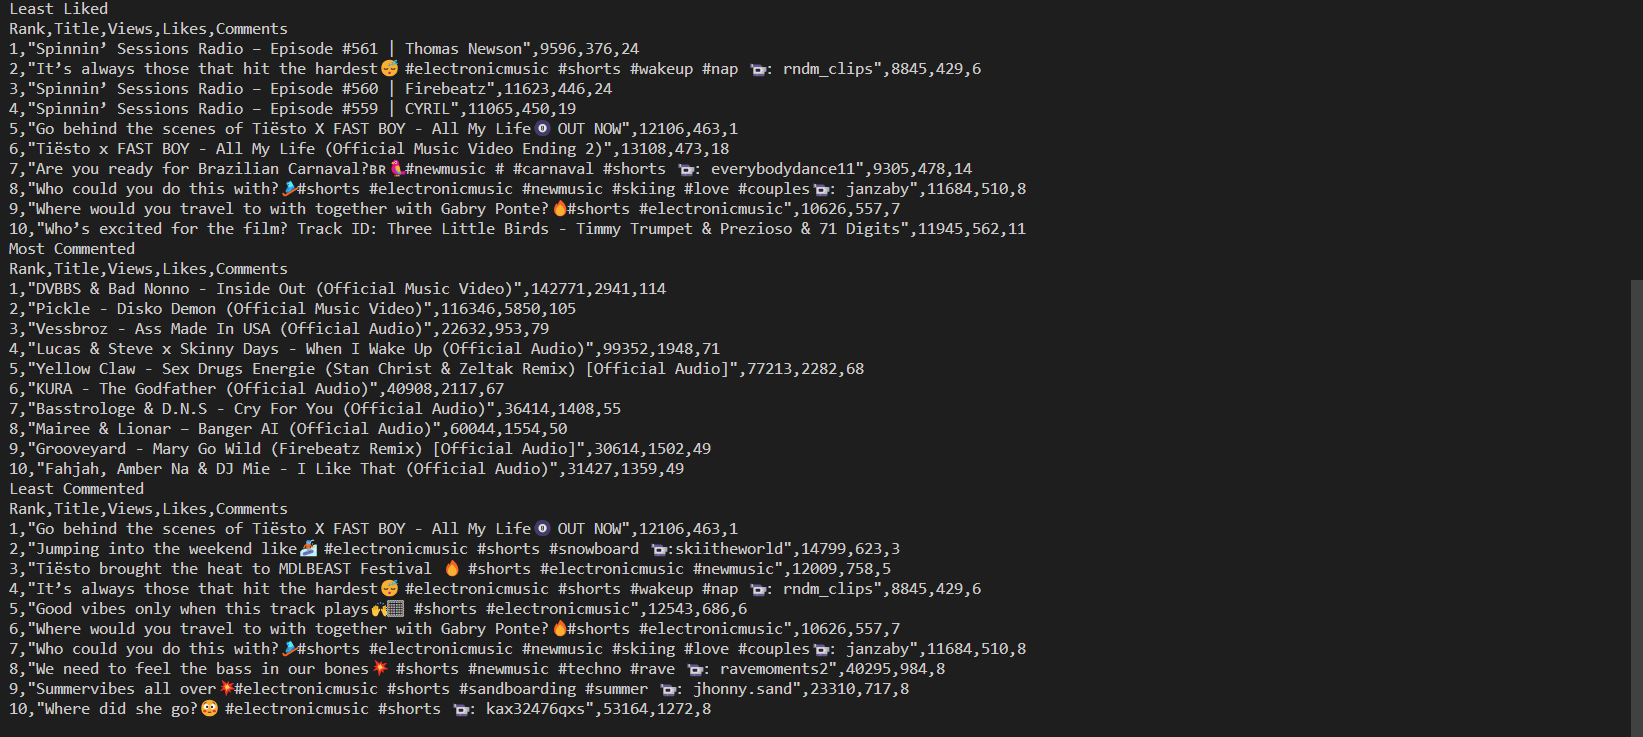 Least Liked
Rank,Title,Views,Likes,Comments
1,"Spinnin’ Sessions Radio – Episode #561 | Thomas Newson",9596,376,24
2,"It’s always those that hit the hardest😴 #electronicmusic #shorts #wakeup #nap 📹: rndm_clips",8845,429,6
3,"Spinnin’ Sessions Radio – Episode #560 | Firebeatz",11623,446,24
4,"Spinnin’ Sessions Radio – Episode #559 | CYRIL",11065,450,19
5,"Go behind the scenes of Tiësto X FAST BOY - All My Life🎱 OUT NOW",12106,463,1
6,"Tiësto x FAST BOY - All My Life (Official Music Video Ending 2)",13108,473,18
7,"Are you ready for Brazilian Carnaval?🇧🇷🦜#newmusic # #carnaval #shorts 📹: everybodydance11",9305,478,14
8,"Who could you do this with?🎿#shorts #electronicmusic #newmusic #skiing #love #couples📹: janzaby",11684,510,8
9,"Where would you travel to with together with Gabry Ponte?🔥#shorts #electronicmusic",10626,557,7
10,"Who’s excited for the film? Track ID: Three Little Birds - Timmy Trumpet & Prezioso & 71 Digits",11945,562,11
Most Commented
Rank,Title,Views,Likes,Comments
1,"DVBBS & Bad Nonno - Inside Out (Official Music Video)",142771,2941,114
2,"Pickle - Disko Demon (Official Music Video)",116346,5850,105
3,"Vessbroz - Ass Made In USA (Official Audio)",22632,953,79
4,"Lucas & Steve x Skinny Days - When I Wake Up (Official Audio)",99352,1948,71
5,"Yellow Claw - Sex Drugs Energie (Stan Christ & Zeltak Remix) [Official Audio]",77213,2282,68
6,"KURA - The Godfather (Official Audio)",40908,2117,67
7,"Basstrologe & D.N.S - Cry For You (Official Audio)",36414,1408,55
8,"Mairee & Lionar – Banger AI (Official Audio)",60044,1554,50
9,"Grooveyard - Mary Go Wild (Firebeatz Remix) [Official Audio]",30614,1502,49
10,"Fahjah, Amber Na & DJ Mie - I Like That (Official Audio)",31427,1359,49
Least Commented
Rank,Title,Views,Likes,Comments
1,"Go behind the scenes of Tiësto X FAST BOY - All My Life🎱 OUT NOW",12106,463,1
2,"Jumping into the weekend like🏂 #electronicmusic #shorts #snowboard 📹:skiitheworld",14799,623,3
3,"Tiësto brought the heat to MDLBEAST Festival 🔥 #shorts #electronicmusic #newmusic",12009,758,5
4,"It’s always those that hit the hardest😴 #electronicmusic #shorts #wakeup #nap 📹: rndm_clips",8845,429,6
5,"Good vibes only when this track plays🙌 #shorts #electronicmusic",12543,686,6
6,"Where would you travel to with together with Gabry Ponte?🔥#shorts #electronicmusic",10626,557,7
7,"Who could you do this with?🎿#shorts #electronicmusic #newmusic #skiing #love #couples📹: janzaby",11684,510,8
8,"We need to feel the bass in our bones💥 #shorts #newmusic #techno #rave 📹: ravemoments2",40295,984,8
9,"Summervibes all over💥#electronicmusic #shorts #sandboarding #summer 📹: jhonny.sand",23310,717,8
10,"Where did she go?😳 #electronicmusic #shorts 📹: kax32476qxs",53164,1272,8